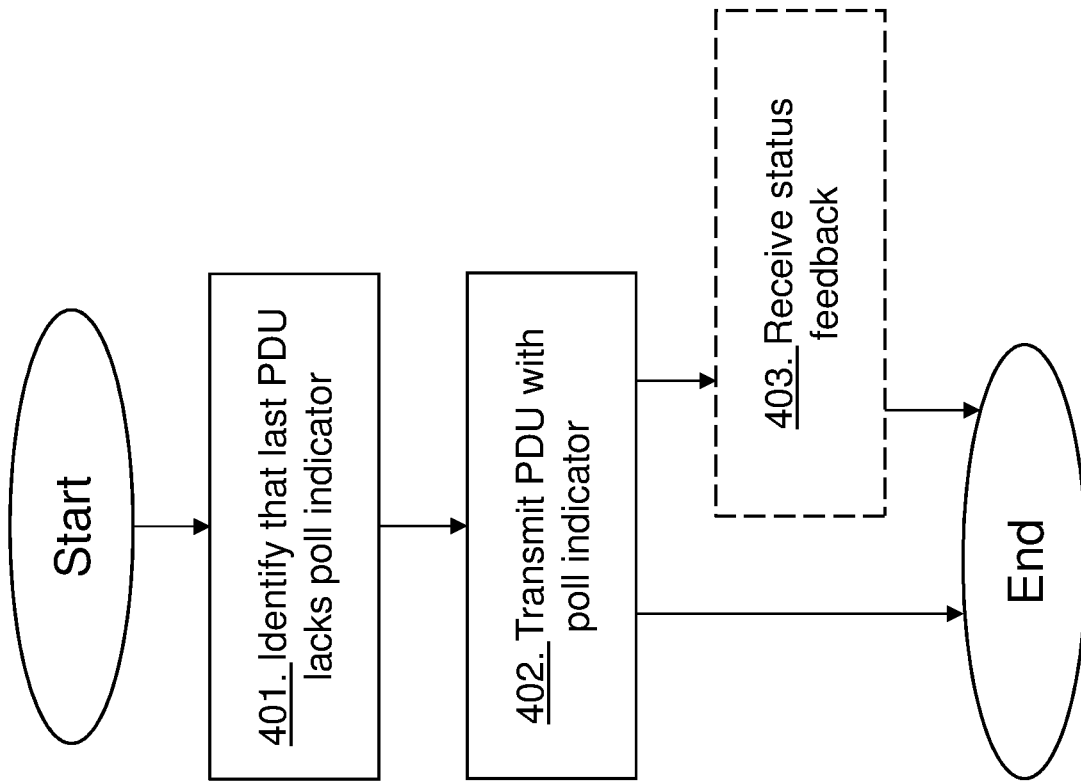 Start
401. Identify that last PDU
lacks poll indicator
402. Transmit PDU with
poll indicator
403. Receive status
feedback
End